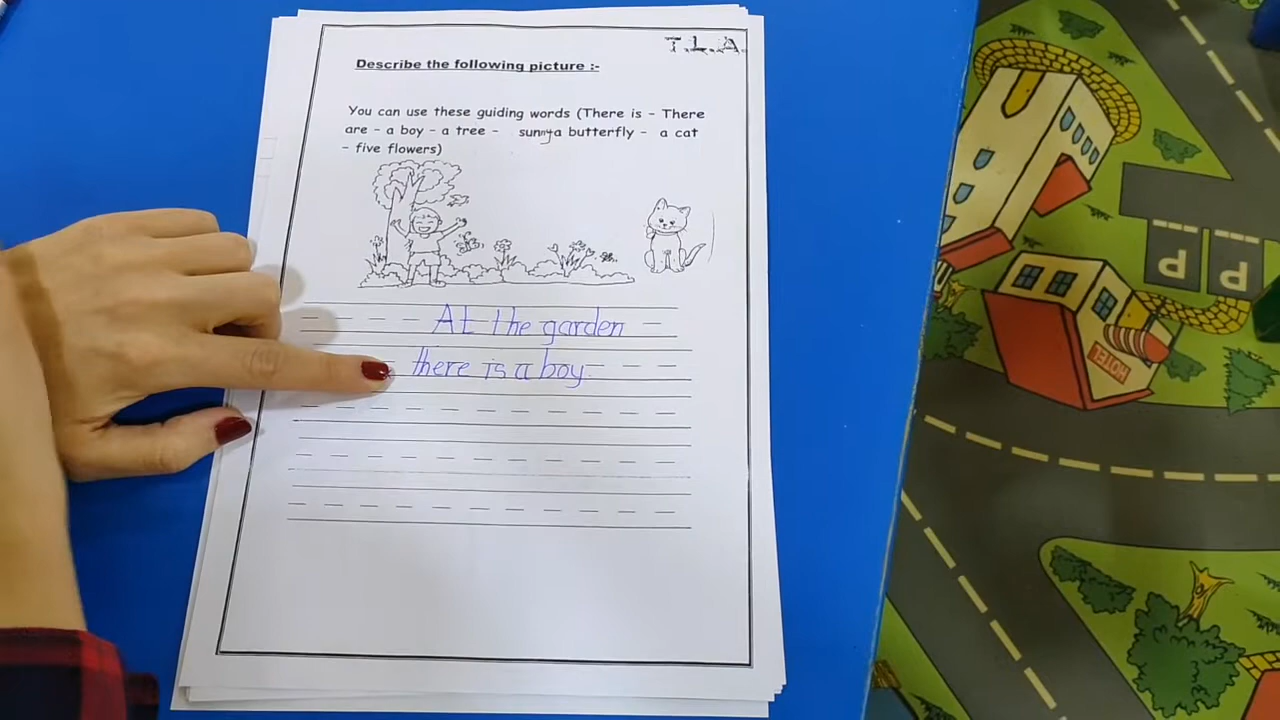 T.L.A.
Describe the following picture :-
You can use these guiding words (There is - There
are - a boy - a tree - sunny a butterfly - a cat
- five flowers)
At the garden
there is a boy.
P P
HOTEL